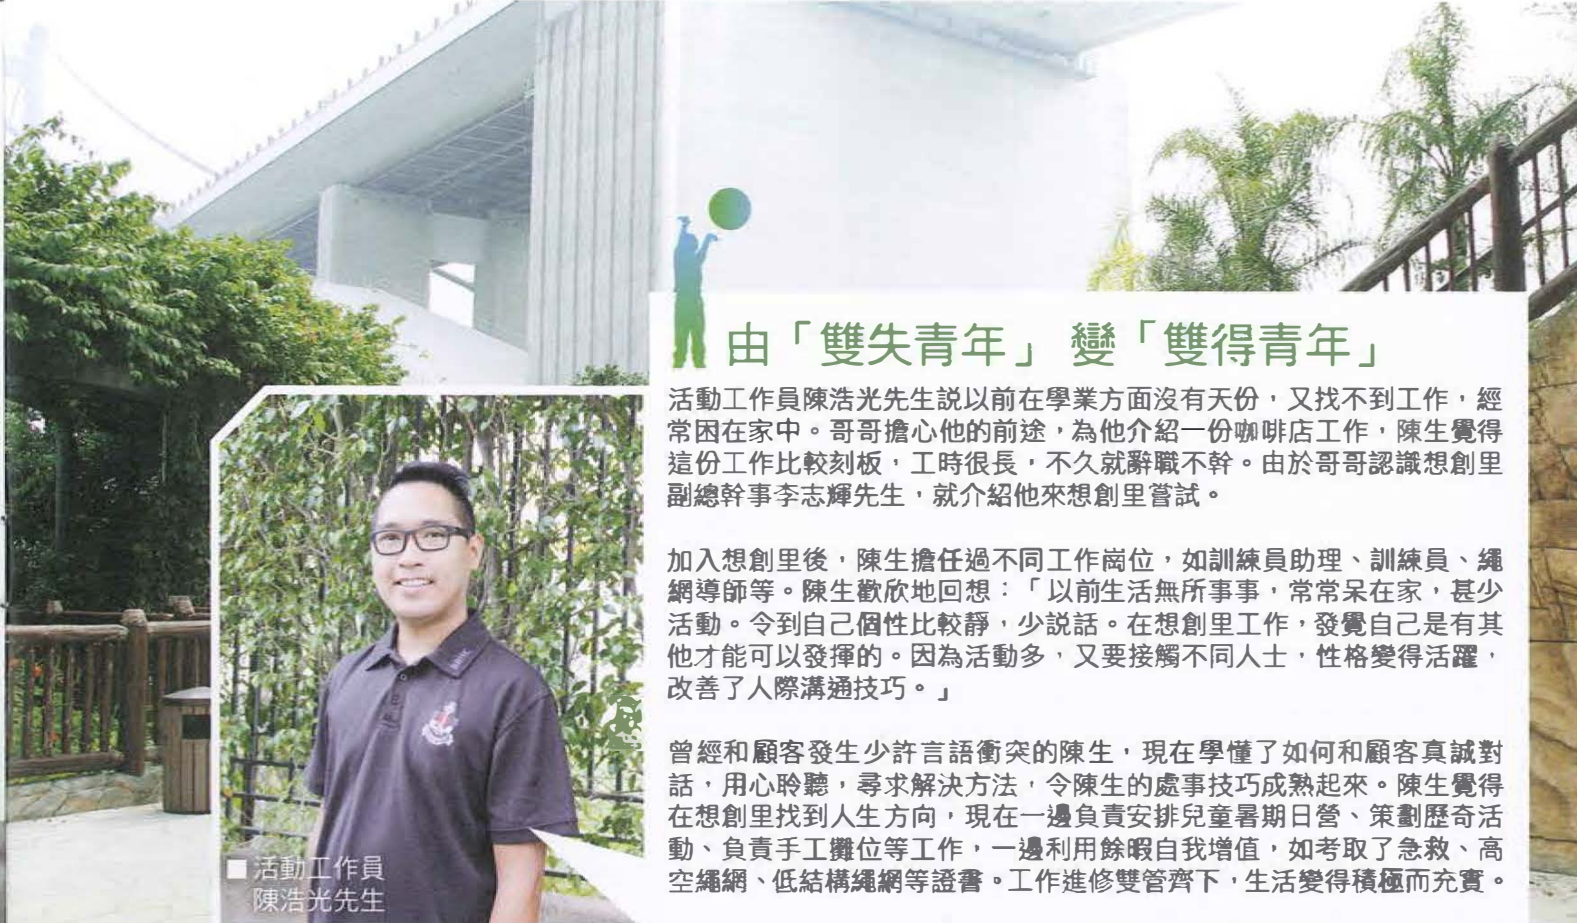 由「雙失青年」 變「雙得青年」
活動工作員陳浩光先生說以前在學業方面沒有天份，又找不到工作，經
常困在家中。哥哥擔心他的前途，為他介紹一份咖啡店工作，陳生覺得
這份工作比較刻板，工時很長，不久就辭職不幹。由於哥哥認識想創里
副總幹事李志輝先生，就介紹他來想創里嘗試。
加入想創里後，陳生擔任過不同工作崗位，如訓練員助理、訓練員、繩
網導師等。陳生歡欣地回想：「以前生活無所事事，常常呆在家，甚少
活動。令到自己個性比較靜，少說話。在想創里工作，發覺自己是有其
他才能可以發揮的。因為活動多，又要接觸不同人士，性格變得活躍，
改善了人際溝通技巧。」
曾經和顧客發生少許言語衝突的陳生，現在學懂了如何和顧客真誠對
話，用心聆聽，尋求解決方法，令陳生的處事技巧成熟起來。陳生覺得
在想創里找到人生方向，現在一邊負責安排兒童暑期日營、策劃歷奇活
動、負責手工攤位等工作，一邊利用餘暇自我增值，如考取了急救、高
空繩網、低結構繩網等證書。工作進修雙管齊下，生活變得積極而充實。
■ 活動工作員
陳浩光先生